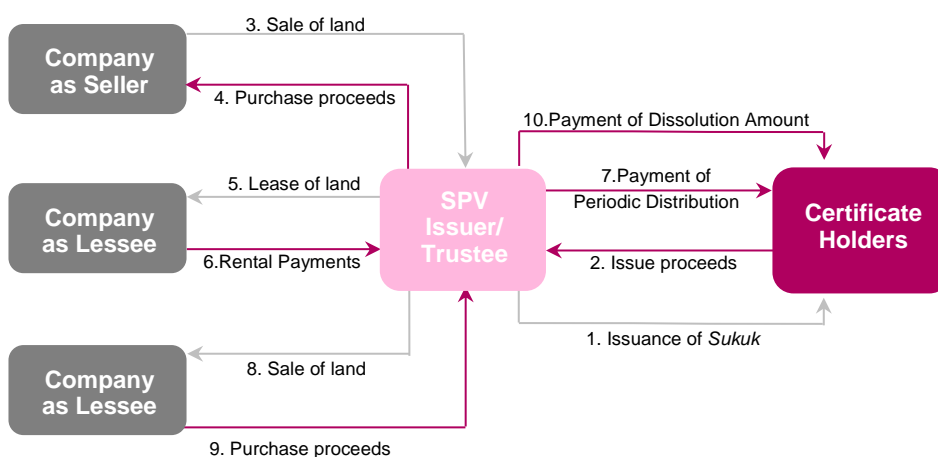 3. Sale of land
Company
as Seller
4. Purchase proceeds
10.Payment of Dissolution Amount
5. Lease of land
Company
as Lessee
6.Rental Payments
SPV
Issuer/
Trustee
7.Payment of
Periodic Distribution
Certificate
Holders
2. Issue proceeds
1. Issuance of Sukuk
8. Sale of land
Company
as Lessee
9. Purchase proceeds